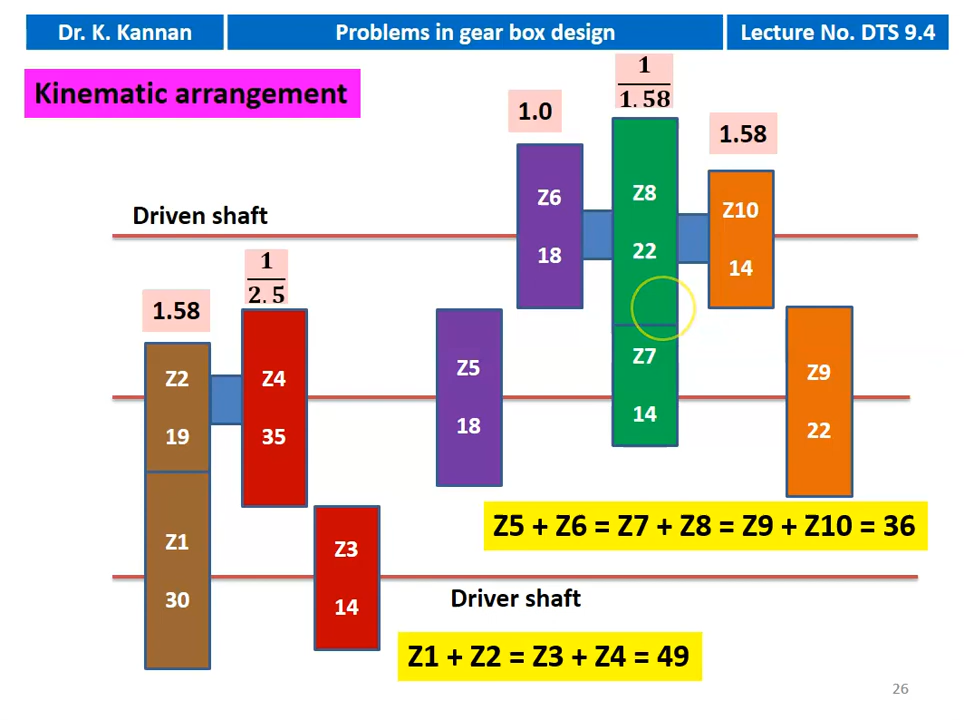 Dr. K. Kannan
Problems in gear box design
Lecture No. DTS 9.4
Kinematic arrangement
1.0
1
1.58
1.58
Driven shaft
Z6
18
Z8
22
Z10
14
1.58
1
2.5
Z2
19
Z4
35
Z5
18
Z7
14
Z9
22
Z1
30
Z3
14
Z5 + Z6 = Z7 + Z8 = Z9 + Z10 = 36
Driver shaft
Z1 + Z2 = Z3 + Z4 = 49
26